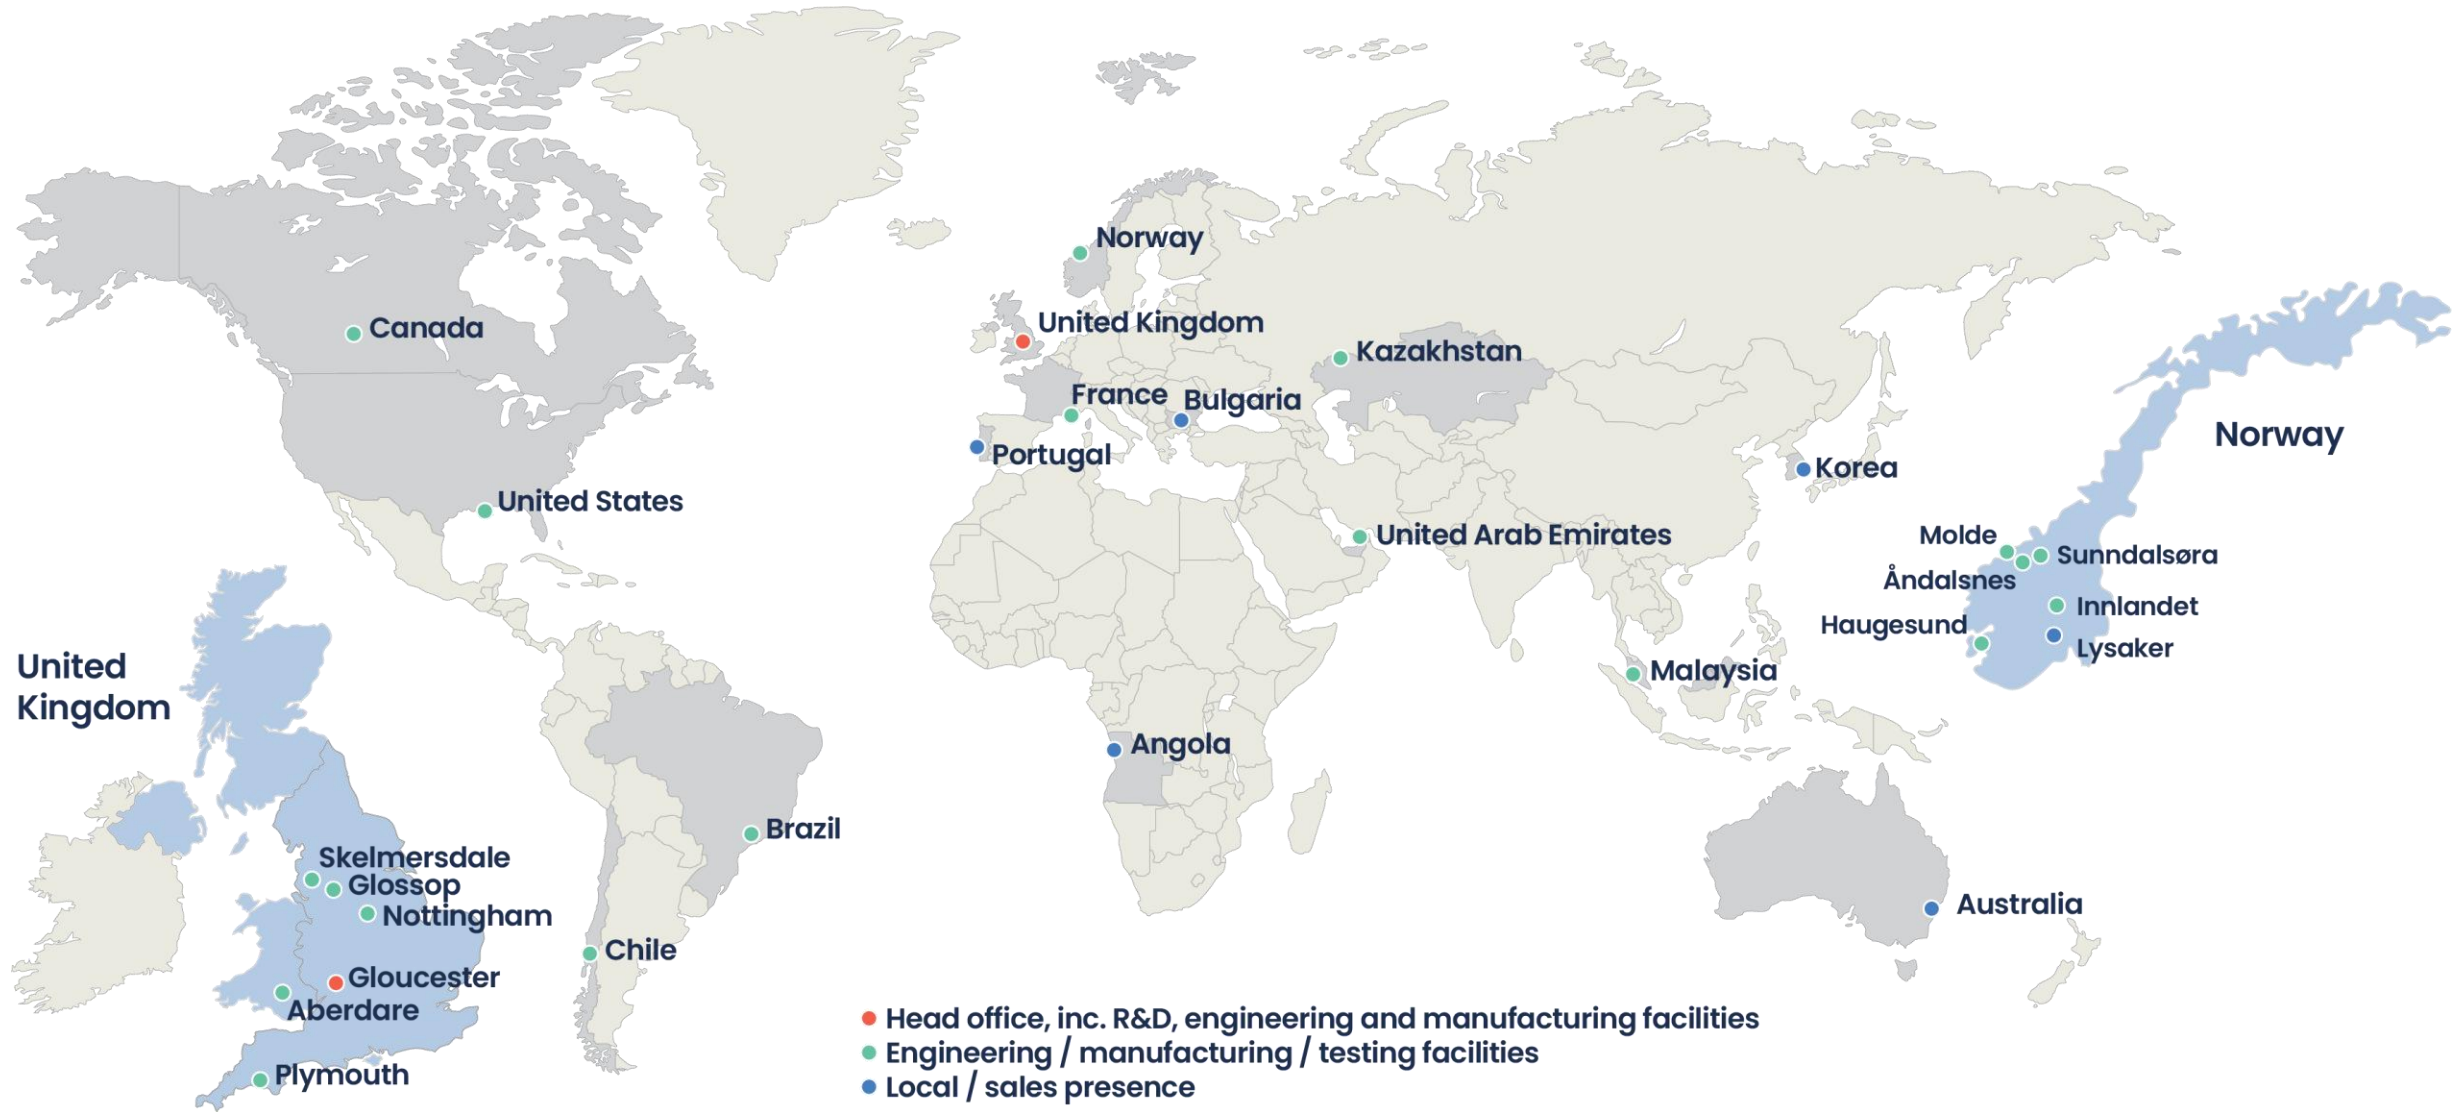 Norway
United Kingdom
Canada
Kazakhstan
France
Bulgaria
Portugal
Korea
United States
United Arab Emirates
Malaysia
Angola
Brazil
Chile
Australia
Norway
Molde
Sunndalsøra
Åndalsnes
Innlandet
Haugesund
Lysaker
United
Kingdom
Skelmersdale
Glossop
Nottingham
Gloucester
Aberdare
Plymouth
Head office, inc. R&D, engineering and manufacturing facilities
Engineering / manufacturing / testing facilities
Local / sales presence